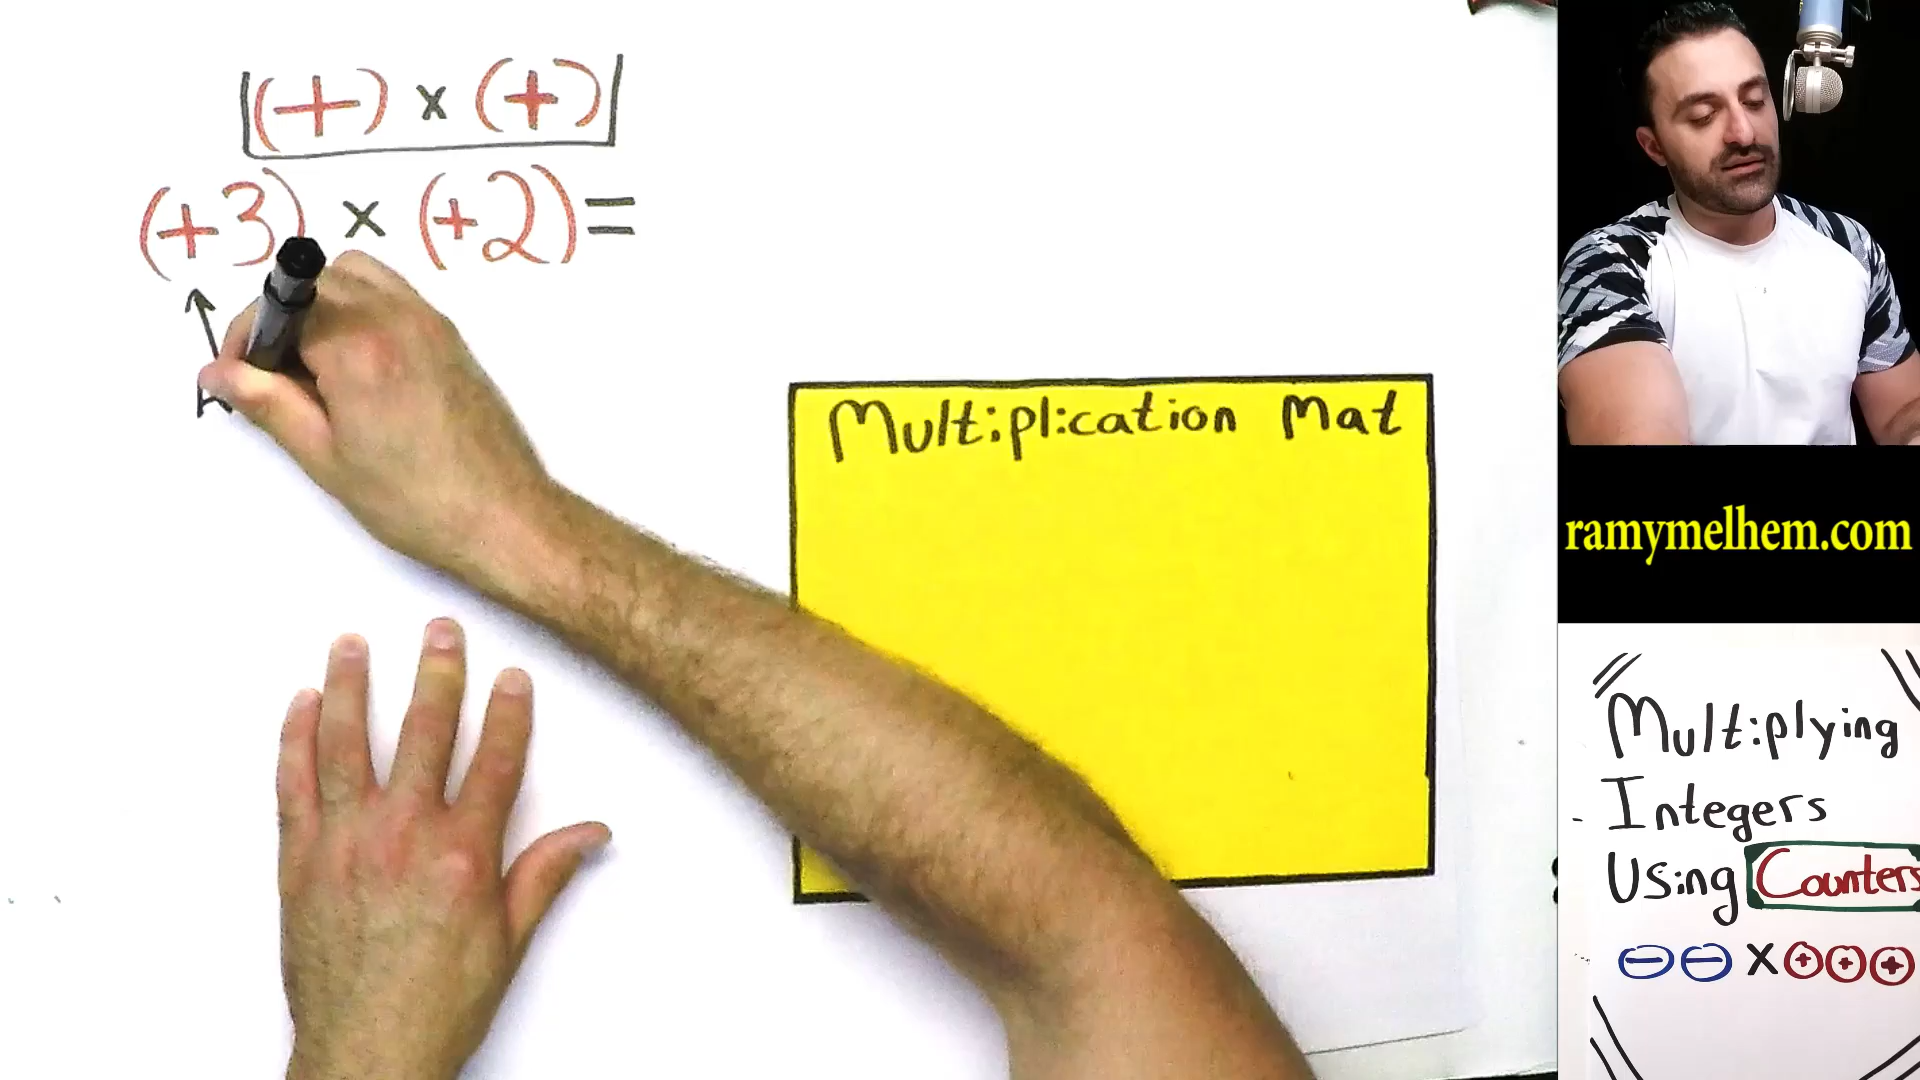 (+) x (+)
(+3) x (+2)=
Multiplication Mat
ramymelhem.com
Multiplying
Integers
Using Counters
⊖ ⊖ x ⊕ ⊕ ⊕